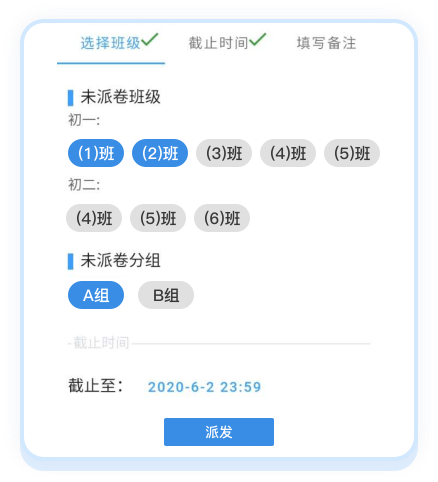 选择班级 截止时间 填写备注
未派卷班级
初一:
(1)班 (2)班 (3)班 (4)班 (5)班
初二:
(4)班 (5)班 (6)班
未派卷分组
A组 B组
截止时间
截止至： 2020-6-2 23:59
派发